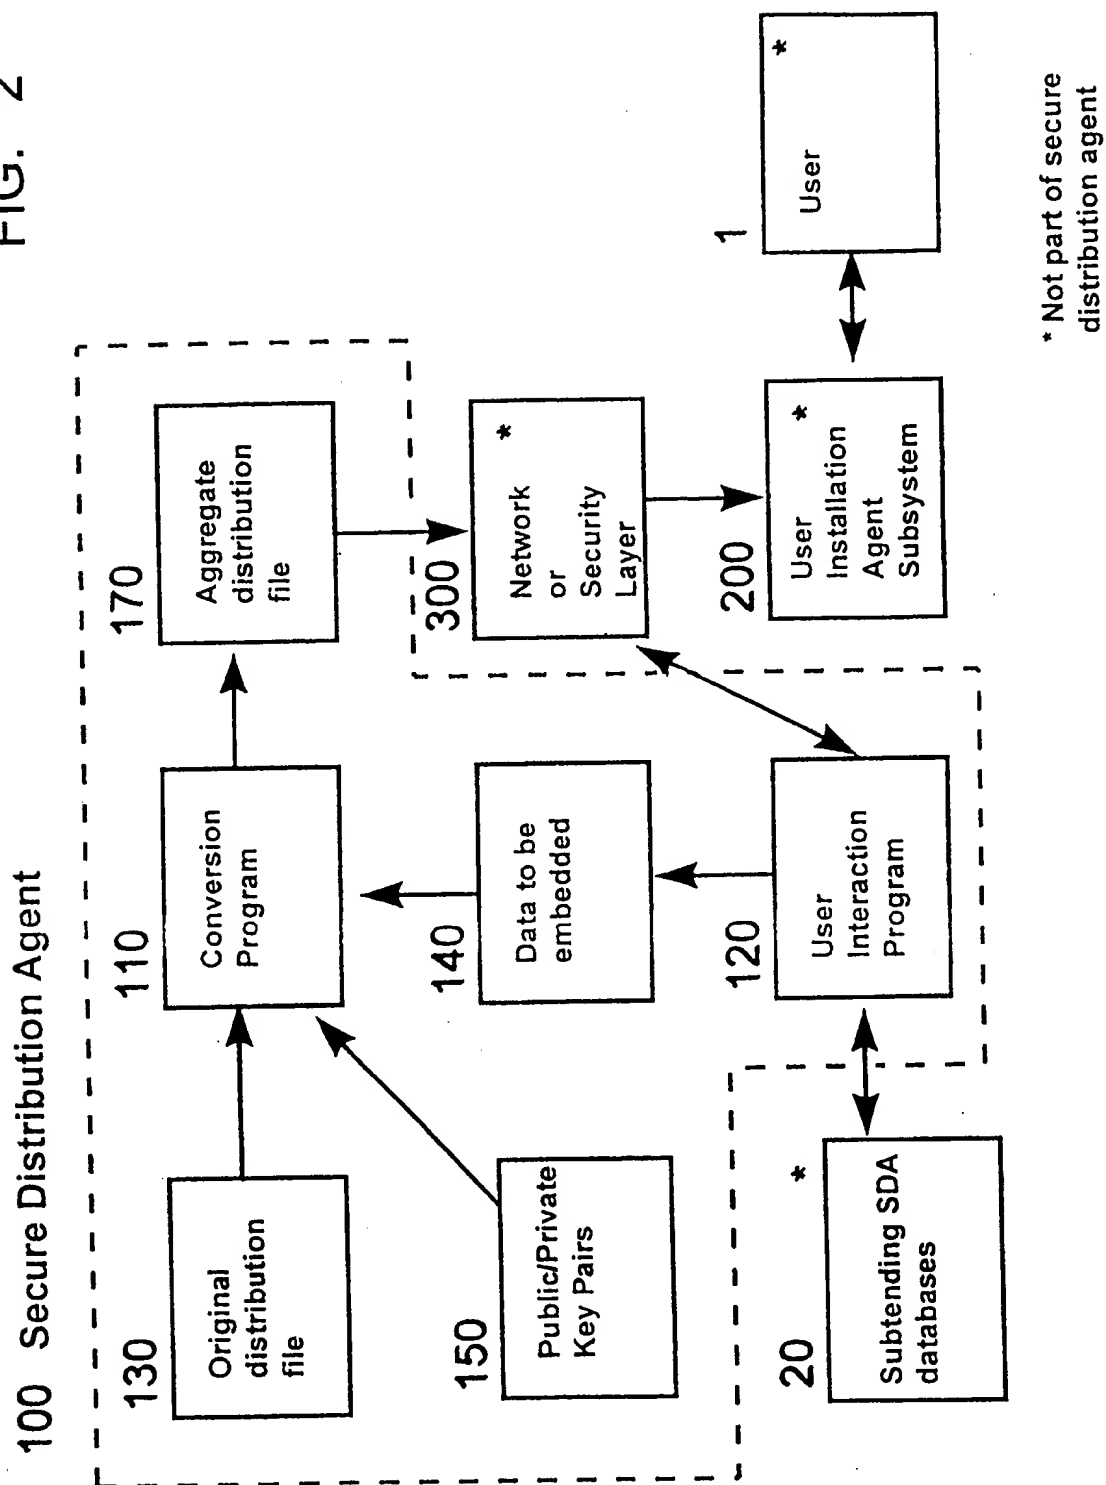 FIG. 2
100 Secure Distribution Agent
130
Original
distribution
file
110
Conversion
Program
170
Aggregate
distribution
file
150
Public/Private
Key Pairs
140
Data to be
embedded
300
*
Network
or
Security
Layer
20
*
Subtending SDA
databases
120
User
Interaction
Program
200
User *
Installation
Agent
Subsystem
1
*
User
* Not part of secure
distribution agent